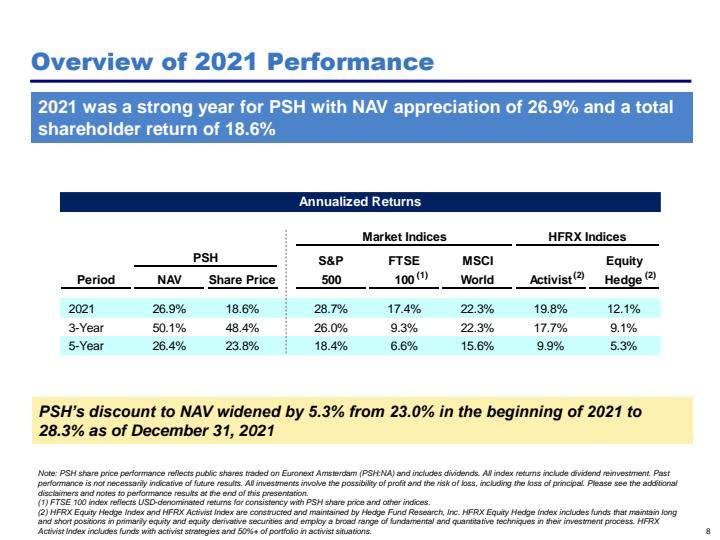 Overview of 2021 Performance
2021 was a strong year for PSH with NAV appreciation of 26.9% and a total
shareholder return of 18.6%
Annualized Returns
Market Indices HFRX Indices
PSH S&P FTSE MSCI Equity
Period NAV Share Price 500 100 (1) World Activist (2) Hedge (2)
2021 26.9% 18.6% 28.7% 17.4% 22.3% 19.8% 12.1%
3-Year 50.1% 48.4% 26.0% 9.3% 22.3% 17.7% 9.1%
5-Year 26.4% 23.8% 18.4% 6.6% 15.6% 9.9% 5.3%
PSH's discount to NAV widened by 5.3% from 23.0% in the beginning of 2021 to
28.3% as of December 31, 2021
Note: PSH share price performance reflects public shares traded on Euronext Amsterdam (PSH:NA) and includes dividends. All index returns include dividend reinvestment. Past
performance is not necessarily indicative of future results. All investments involve the possibility of profit and the risk of loss, including the loss of principal. Please see the additional
disclaimers and notes to performance results at the end of this presentation.
(1) FTSE 100 index reflects USD-denominated returns for consistency with PSH share price and other indices.
(2) HFRX Equity Hedge Index and HFRX Activist Index are constructed and maintained by Hedge Fund Research, Inc. HFRX Equity Hedge Index includes funds that maintain long
and short positions in primarily equity and equity derivative securities and employ a broad range of fundamental and quantitative techniques in their investment process. HFRX
Activist Index includes funds with activist strategies and 50%+ of portfolio in activist situations.
8